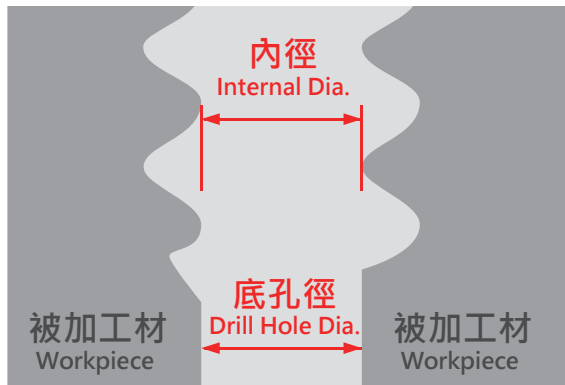 內徑
Internal Dia.
底孔徑
Drill Hole Dia.
被加工材
Workpiece
被加工材
Workpiece